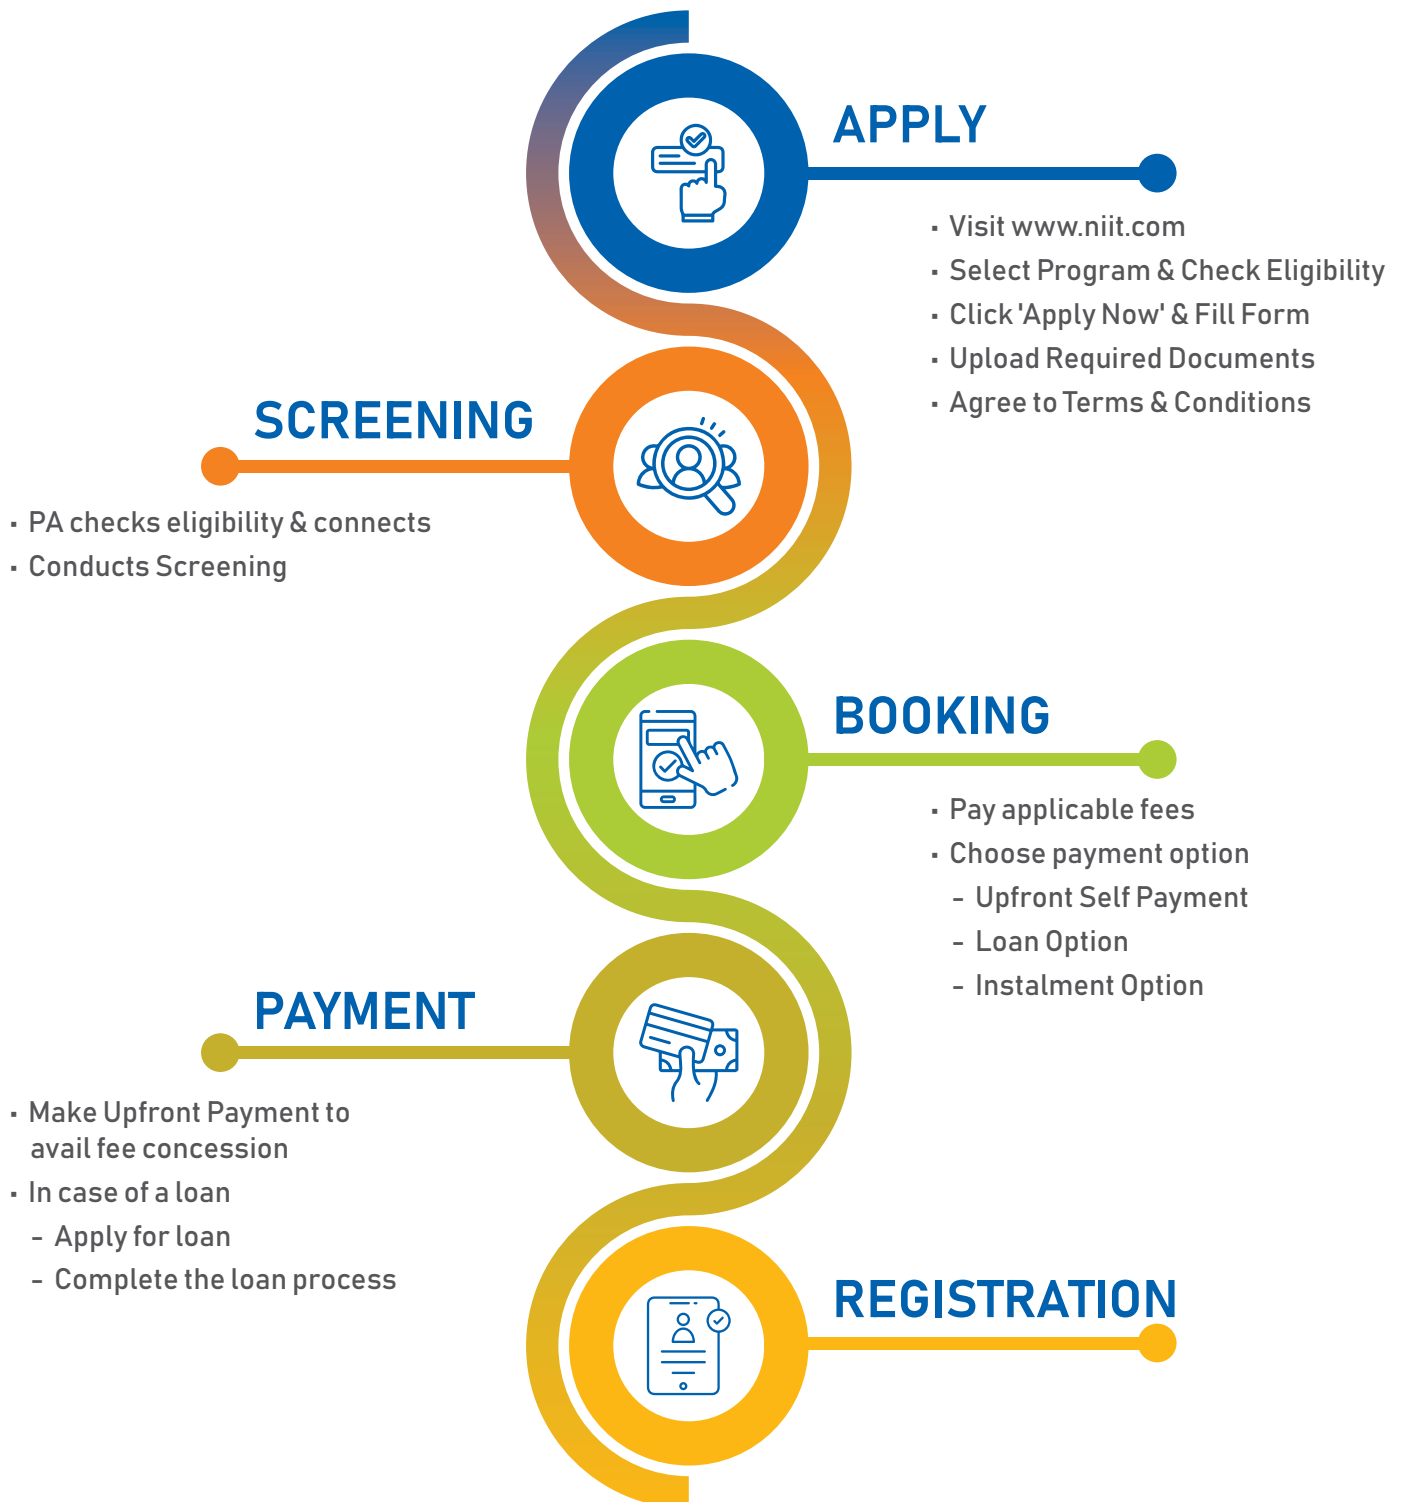 APPLY
▪ Visit www.niit.com
▪ Select Program & Check Eligibility
▪ Click 'Apply Now' & Fill Form
▪ Upload Required Documents
▪ Agree to Terms & Conditions
SCREENING
▪ PA checks eligibility & connects
▪ Conducts Screening
BOOKING
▪ Pay applicable fees
▪ Choose payment option
- Upfront Self Payment
- Loan Option
- Instalment Option
PAYMENT
▪ Make Upfront Payment to
avail fee concession
▪ In case of a loan
- Apply for loan
- Complete the loan process
REGISTRATION